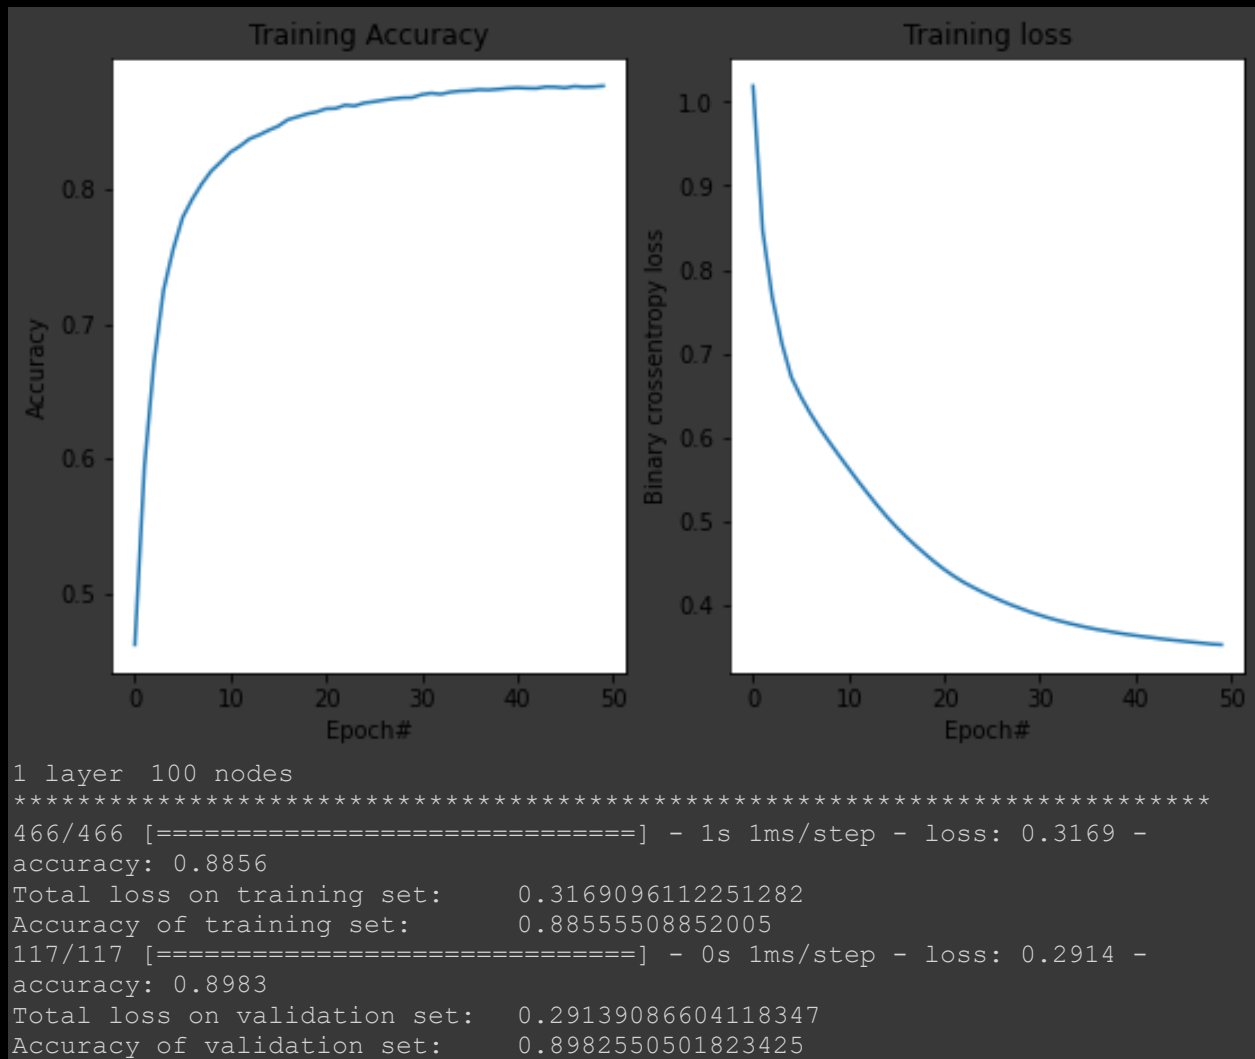 Training Accuracy
Training loss
Accuracy
0.8
0.7
0.6
0.5
0 10 20 30 40 50
Epoch#
Binary crossentropy loss
1.0
0.9
0.8
0.7
0.6
0.5
0.4
0 10 20 30 40 50
Epoch#
1 layer 100 nodes
***************************************************************************
466/466 [==============================] - 1s 1ms/step - loss: 0.3169 -
accuracy: 0.8856
Total loss on training set: 0.3169096112251282
Accuracy of training set: 0.88555508852005
117/117 [==============================] - 0s 1ms/step - loss: 0.2914 -
accuracy: 0.8983
Total loss on validation set: 0.29139086604118347
Accuracy of validation set: 0.8982550501823425